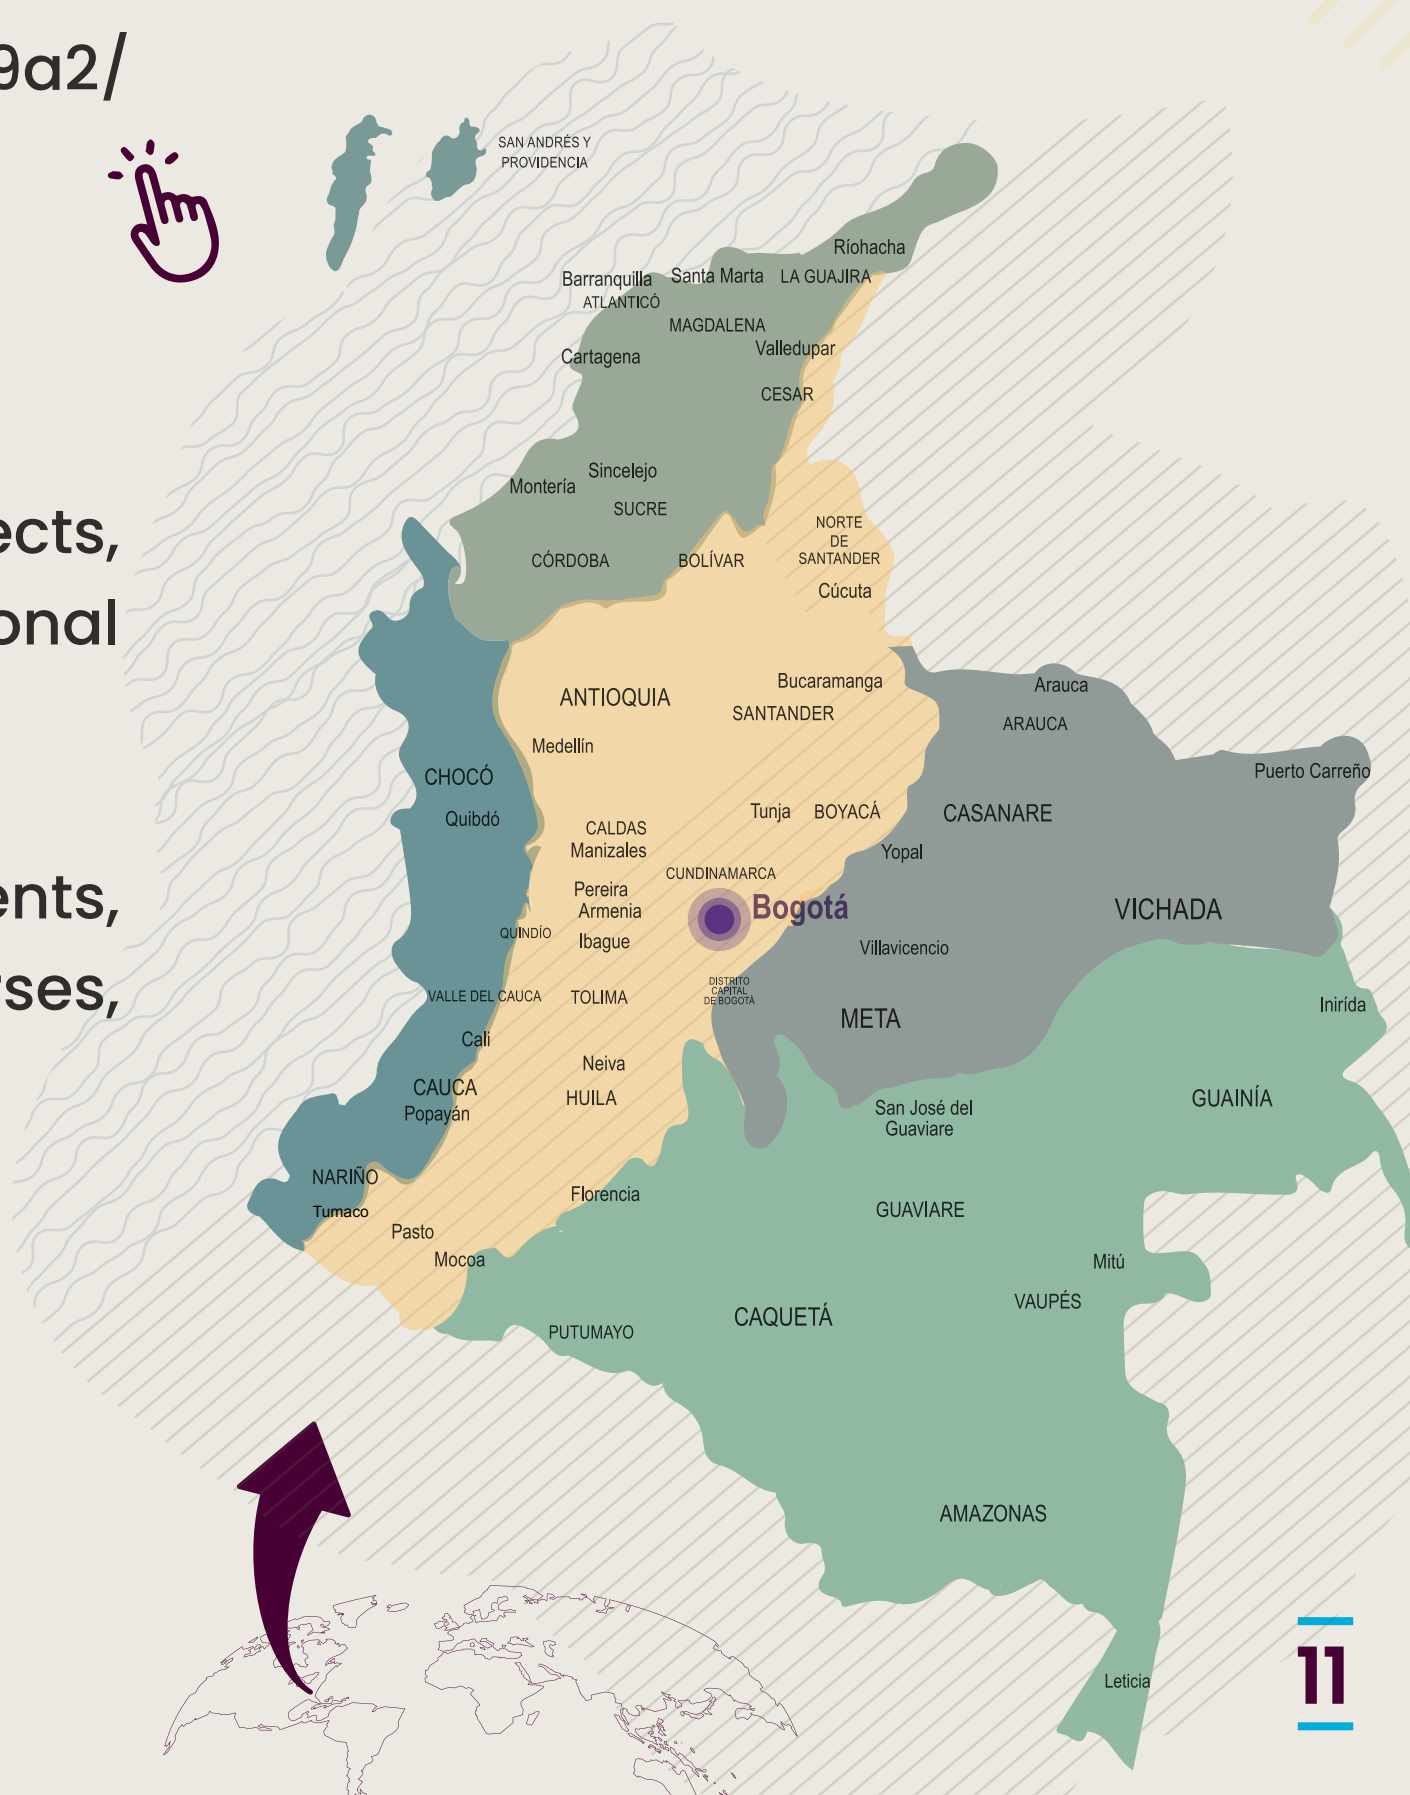 9a2/
SAN ANDRÉS Y
PROVIDENCIA
Ríohacha
Barranquilla
Santa Marta
LA GUAJIRA
ATLANTICÓ
MAGDALENA
Valledupar
Cartagena
CESAR
Sincelejo
Montería
SUCRE
ects,
NORTE
DE
SANTANDER
CÓRDOBA
BOLÍVAR
Cúcuta
onal
Bucaramanga
Arauca
ANTIOQUIA
SANTANDER
ARAUCA
Medellín
Puerto Carreño
CHOCÓ
Quibdó
Tunja
BOYACÁ
CASANARE
CALDAS
Manizales
Yopal
CUNDINAMARCA
Pereira
Armenia
Bogotá
VICHADA
ents,
QUINDÍO
Ibague
Villavicencio
DISTRITO
CAPITAL
DE BOGOTÀ
VALLE DEL CAUCA
TOLIMA
rses,
Inirída
META
Cali
Neiva
CAUCA
HUILA
GUAINÍA
Popayán
San José del
Guaviare
NARIÑO
Florencia
Tumaco
GUAVIARE
Pasto
Mocoa
Mitú
VAUPÉS
CAQUETÁ
PUTUMAYO
AMAZONAS
Leticia
11